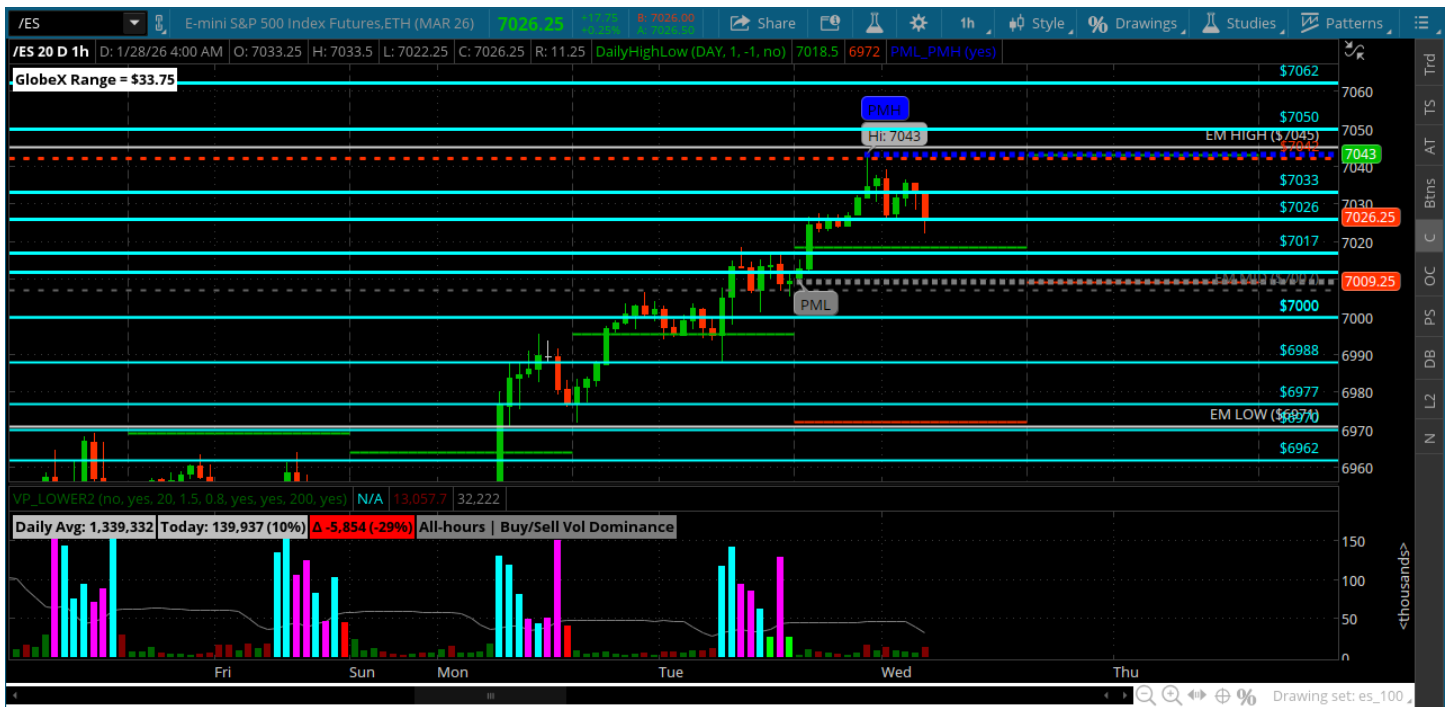 /ES E-mini S&P 500 Index Futures,ETH (MAR 26) 7026.25 +17.75 +0.25% B: 7026.00 A: 7026.50 Share 1h Style % Drawings Studies Patterns
/ES 20 D 1h D: 1/28/26 4:00 AM O: 7033.25 H: 7033.5 L: 7022.25 C: 7026.25 R: 11.25 DailyHighLow (DAY, 1, -1, no) 7018.5 6972 PML_PMH (yes)
GlobeX Range = $33.75
$7062
7060
PMH
$7050
7050
Hi: 7043
EM HIGH ($7045)
$7042
7043
7040
$7033
7030
$7026
7026.25
$7017
7020
7009.25
PML
$7000
7000
$6988
6990
$6977
6980
EM LOW ($6971)
$6970
6970
$6962
6960
VP_LOWER2 (no, yes, 20, 1.5, 0.8, yes, yes, 200, yes) N/A 13,057.7 32,222
Daily Avg: 1,339,332 Today: 139,937 (10%) Δ -5,854 (-29%) All-hours | Buy/Sell Vol Dominance
150
100
50
0
<thousands>
Fri Sun Mon Tue Wed Thu
Trd
TS
AT
Btns
C
OC
PS
DB
L2
N
Drawing set: es_100